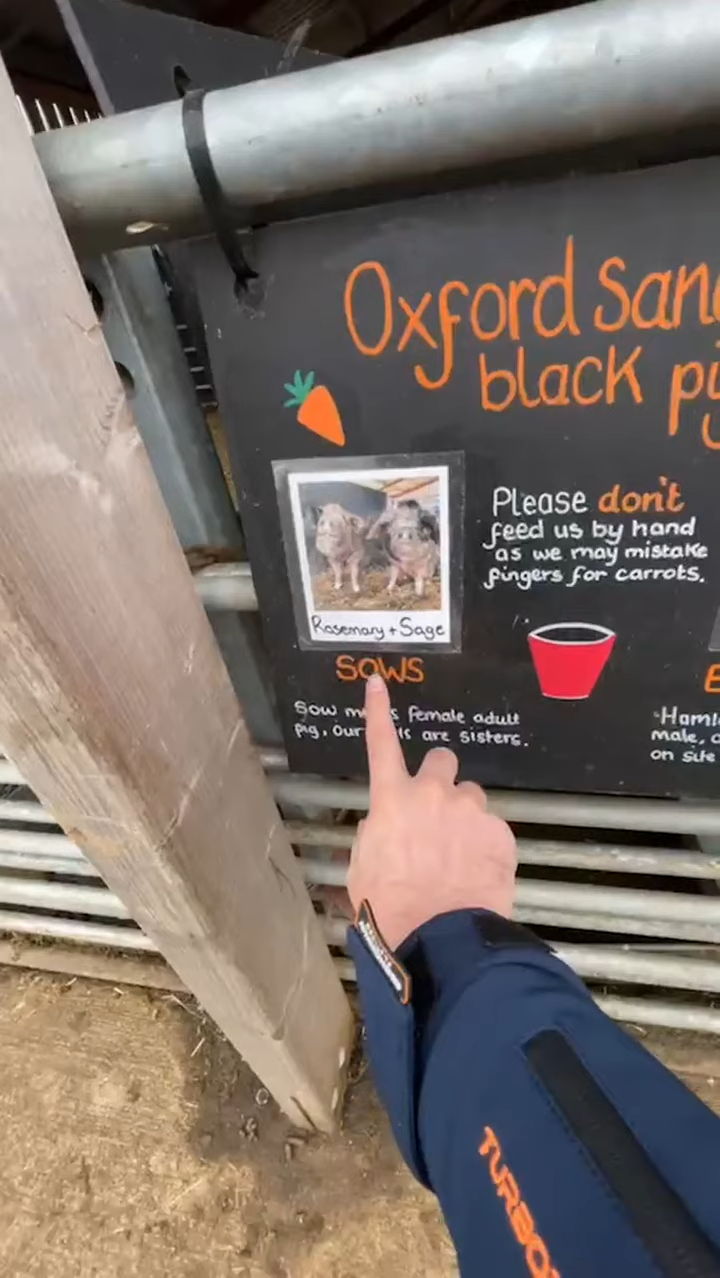 Oxford San
black pi
Please don't
feed us by hand
as we may mistake
fingers for carrots.
Rosemary + Sage
SOWS
Sow female adult
pig, our are sisters.
male,
on site
TURBO